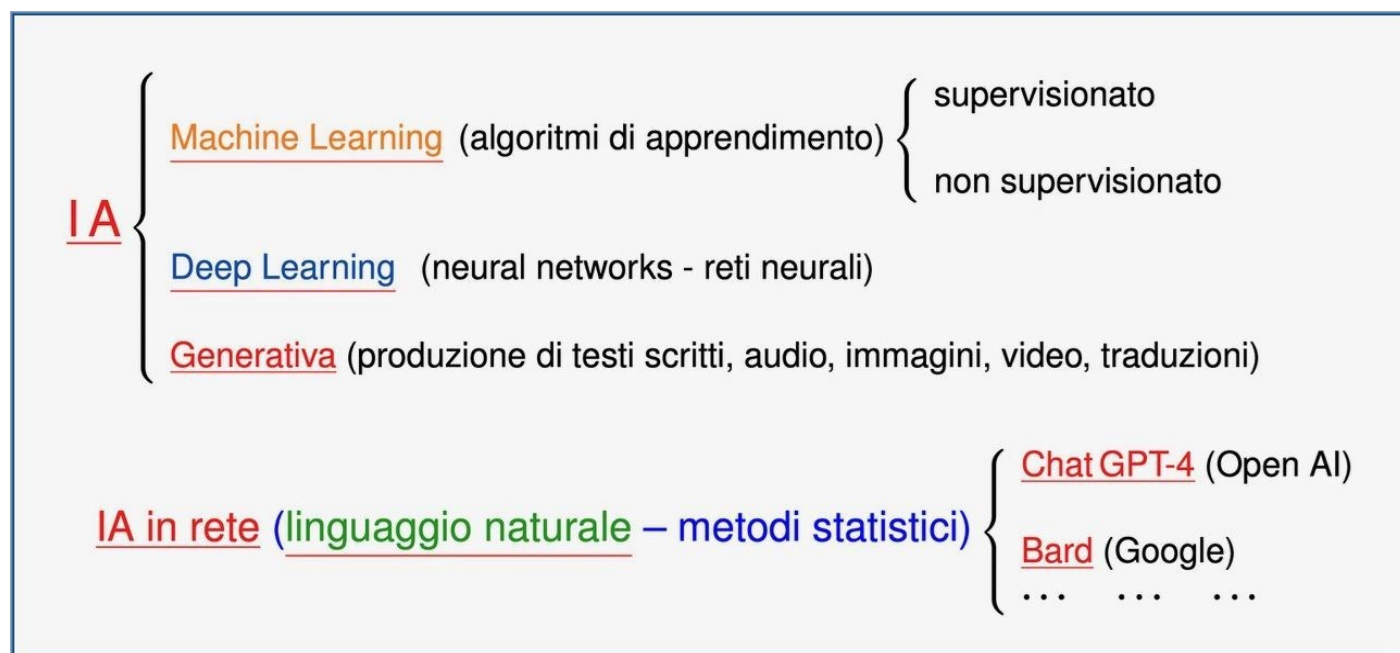 supervisionato
Machine Learning (algoritmi di apprendimento)
non supervisionato
I A
Deep Learning (neural networks - reti neurali)
Generativa (produzione di testi scritti, audio, immagini, video, traduzioni)
Chat GPT-4 (Open AI)
IA in rete (linguaggio naturale – metodi statistici)
Bard (Google)
... ... ...